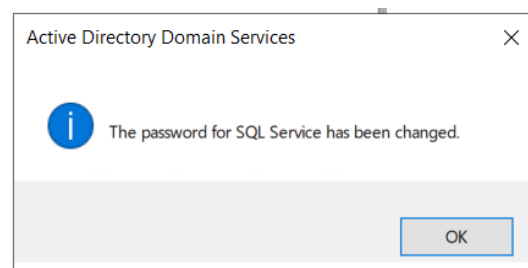 Active Directory Domain Services
The password for SQL Service has been changed.
OK